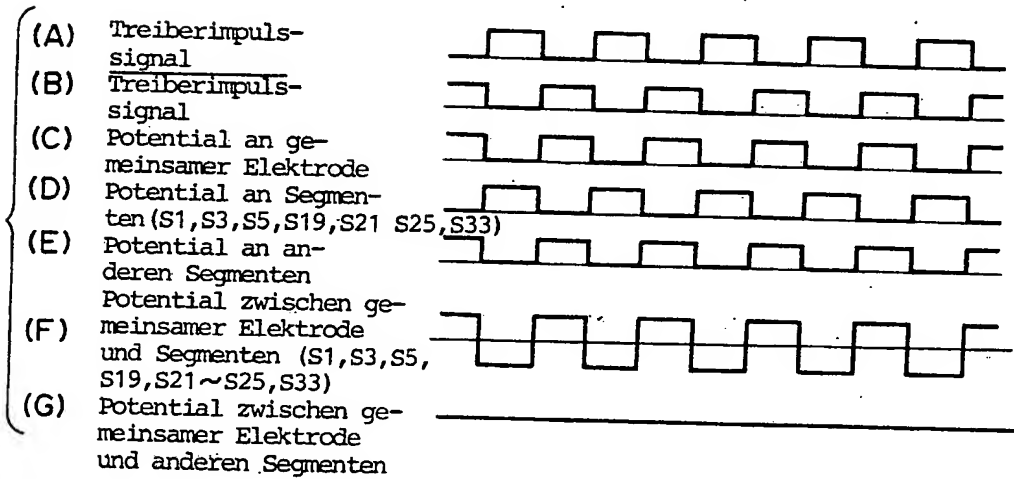 (A) Treiberimpuls-
signal
(B) Treiberimpuls-
signal
(C) Potential an ge-
meinsamer Elektrode
(D) Potential an Segmen-
ten(S1,S3,S5,S19,S21 S25,S33)
(E) Potential an an-
deren Segmenten
Potential zwischen ge-
(F) meinsamer Elektrode
und Segmenten (S1,S3,S5,
S19,S21~S25,S33)
(G) Potential zwischen ge-
meinsamer Elektrode
und anderen Segmenten